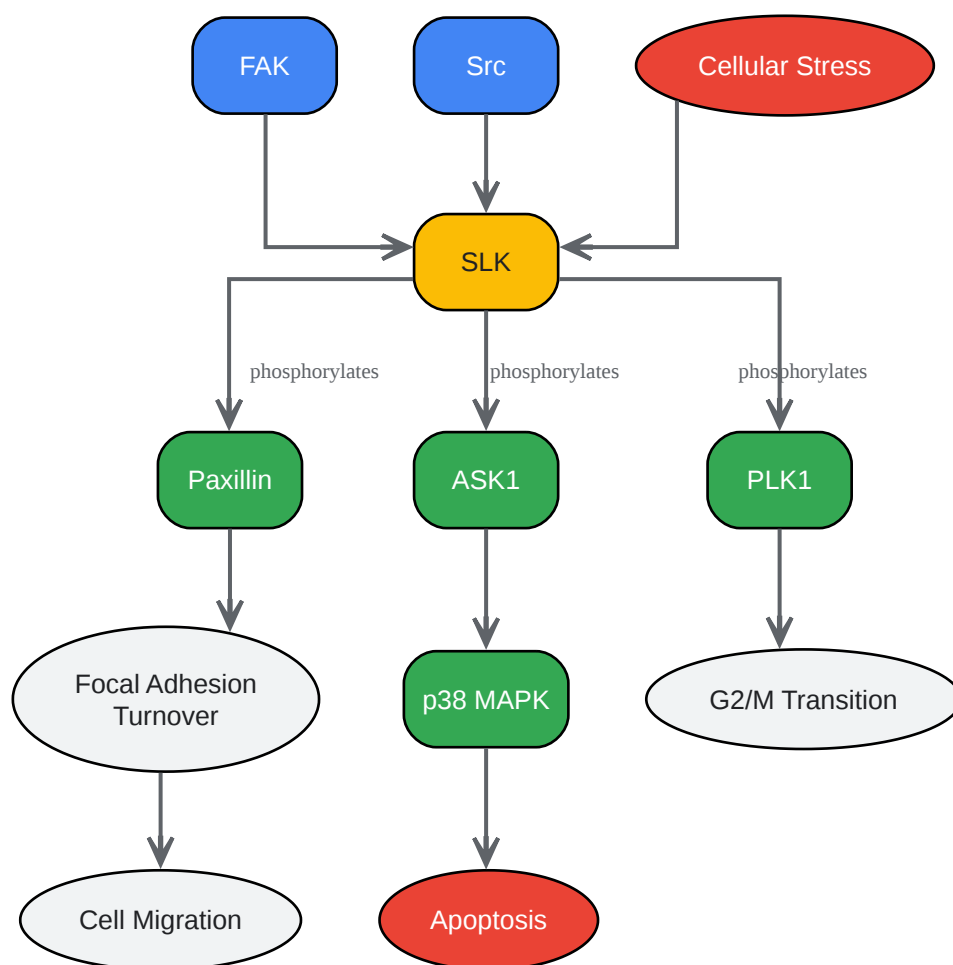 FAK
Src
Cellular Stress
SLK
phosphorylates
phosphorylates
phosphorylates
Paxillin
ASK1
PLK1
Focal Adhesion
Turnover
p38 MAPK
G2/M Transition
Cell Migration
Apoptosis